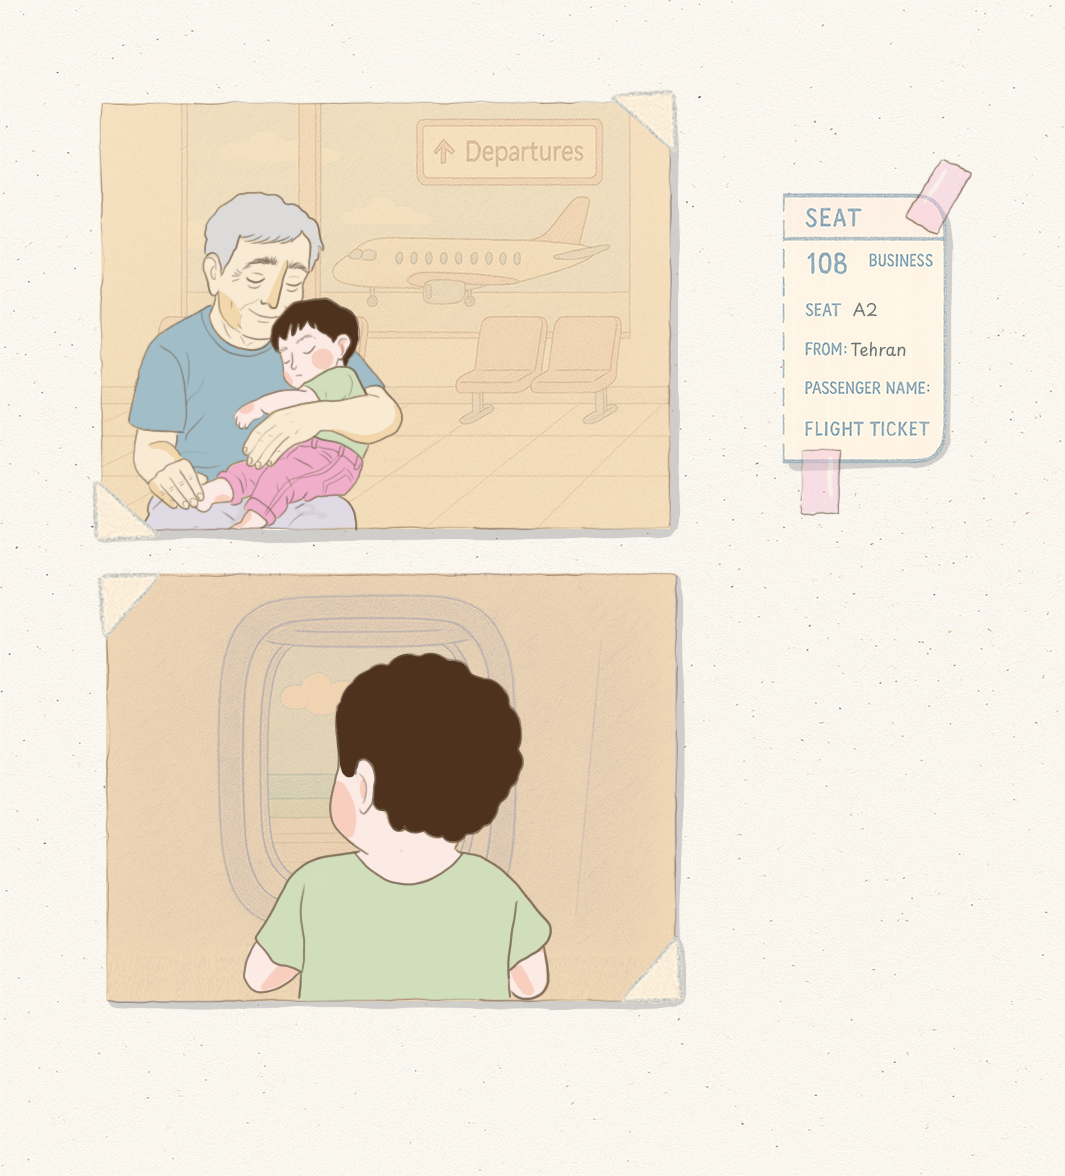 ↑ Departures
SEAT
108 BUSINESS
SEAT A2
FROM: Tehran
PASSENGER NAME:
FLIGHT TICKET